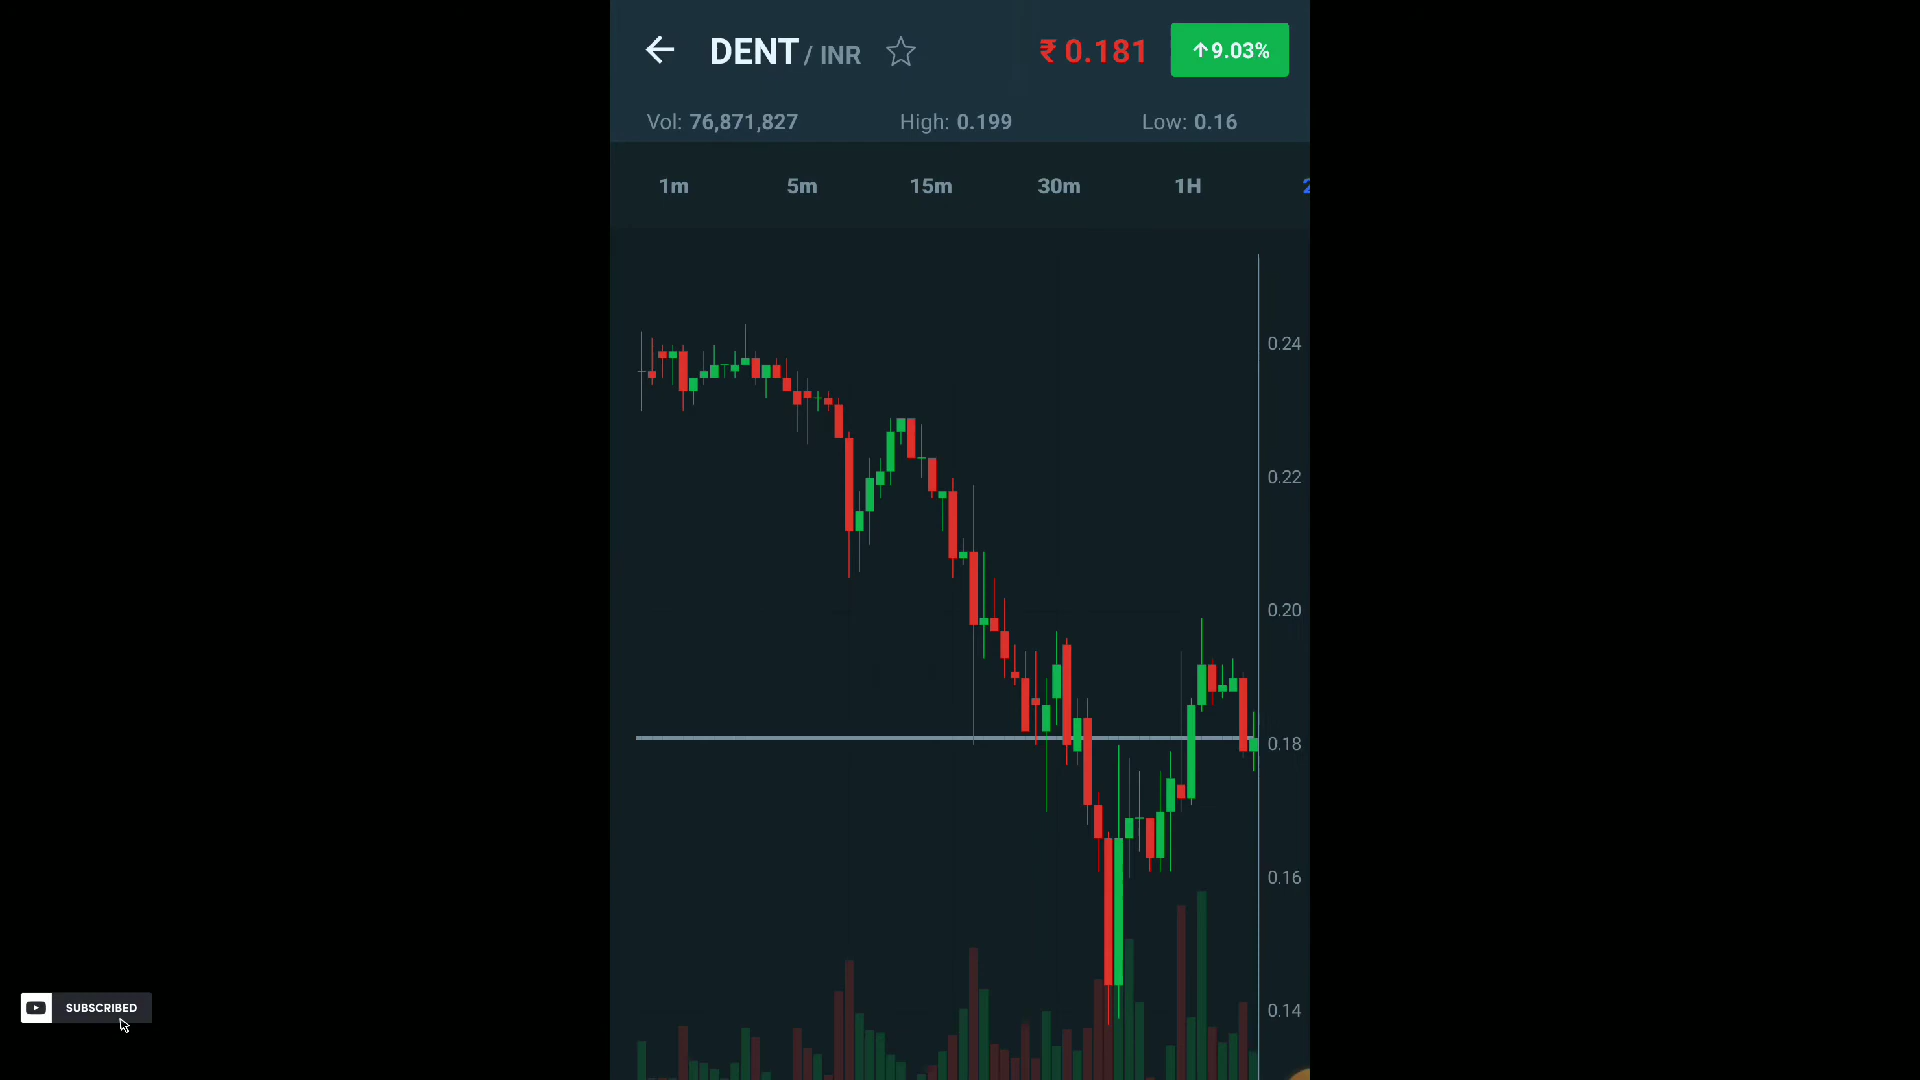 DENT / INR ₹ 0.181 ↑9.03%
Vol: 76,871,827 High: 0.199 Low: 0.16
1m 5m 15m 30m 1H
0.24
0.22
0.20
0.18
0.16
0.14
SUBSCRIBED